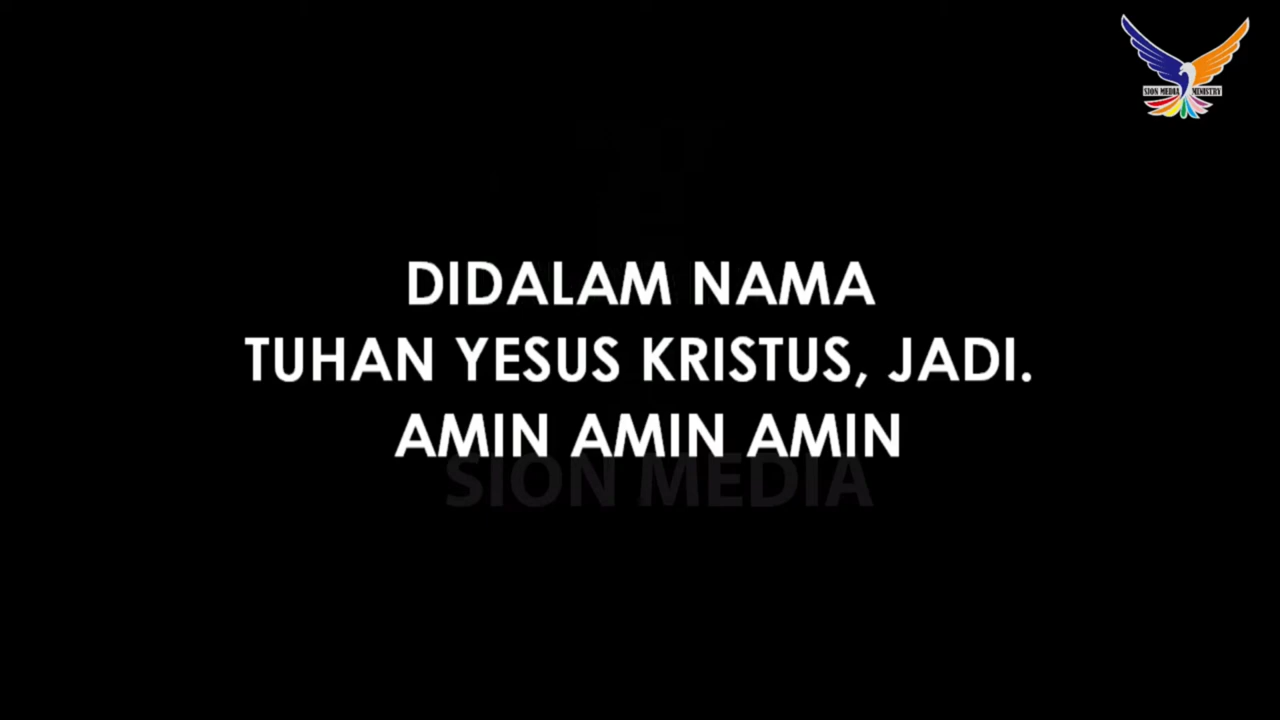 SION MEDIA MINISTRY
DIDALAM NAMA
TUHAN YESUS KRISTUS, JADI.
AMIN AMIN AMIN
SION MEDIA